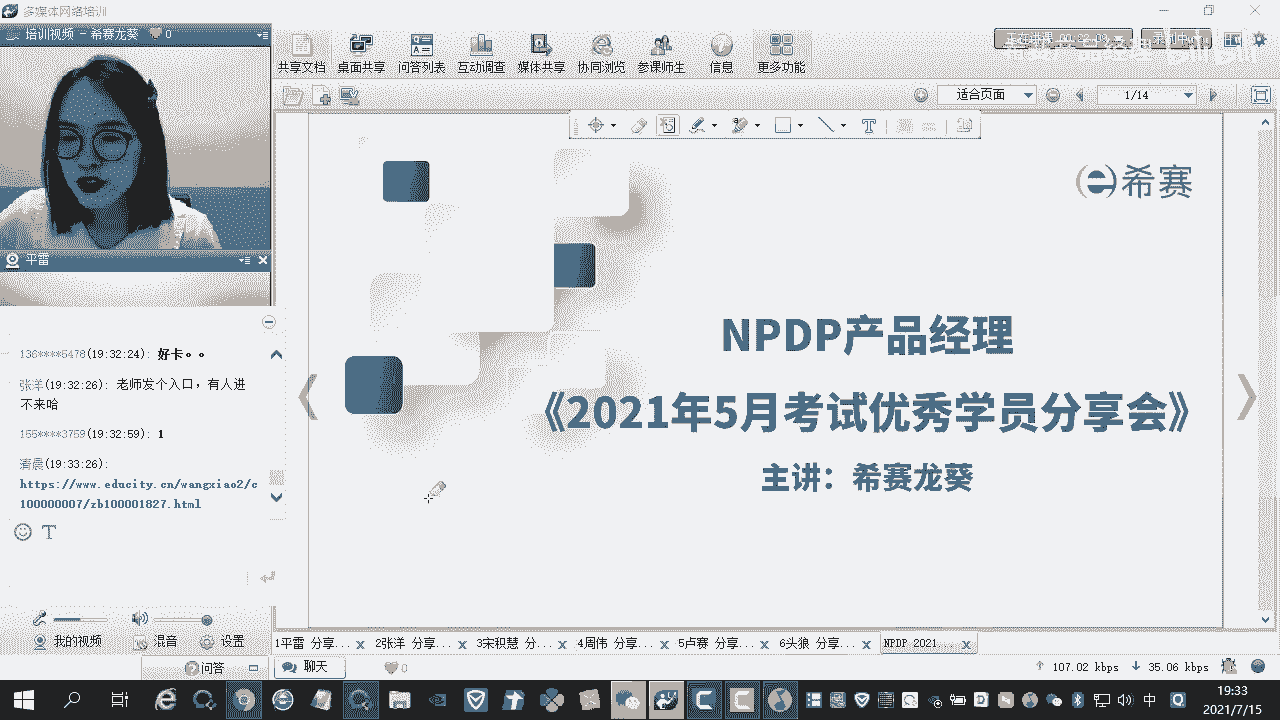 多媒体网络培训
培训视频 - 希赛龙葵 0
共享文档 桌面共享 问答列表 互动调查 媒体共享 协同浏览 参课师生 信息 更多功能
适合页面 1/14
希赛
平雷
NPDP产品经理
《2021年5月考试优秀学员分享会》
主讲：希赛龙葵
136****6478(19:32:24): 好卡。。
张洋(19:32:26): 老师发个入口，有人进
不来哈
155****3759(19:32:59): 1
清晨(19:33:26):
https://www.educity.cn/wangxiao2/c
100000007/zb100001827.html
我的视频 混音 设置
问答 聊天 0
1平雷 分享... 2张洋 分享... 3宋积慧 分... 4周伟 分享... 5卢赛 分享... 6头狼 分享... NPDP 2021
107.02 kbps 35.06 kbps
中
19:33
2021/7/15